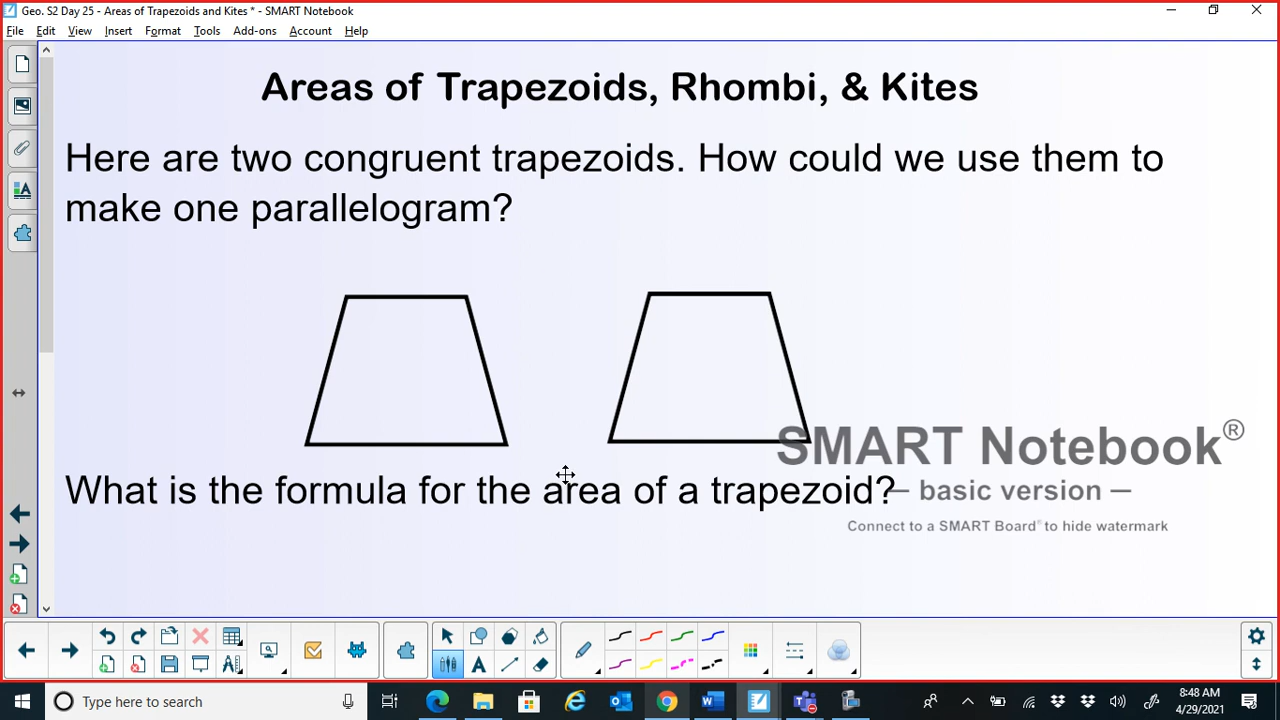 Geo. S2 Day 25 - Areas of Trapezoids and Kites * - SMART Notebook
File Edit View Insert Format Tools Add-ons Account Help
Areas of Trapezoids, Rhombi, & Kites
Here are two congruent trapezoids. How could we use them to
make one parallelogram?
SMART Notebook®
What is the formula for the area of a trapezoid?
— basic version —
Connect to a SMART Board® to hide watermark
Type here to search
8:48 AM
4/29/2021